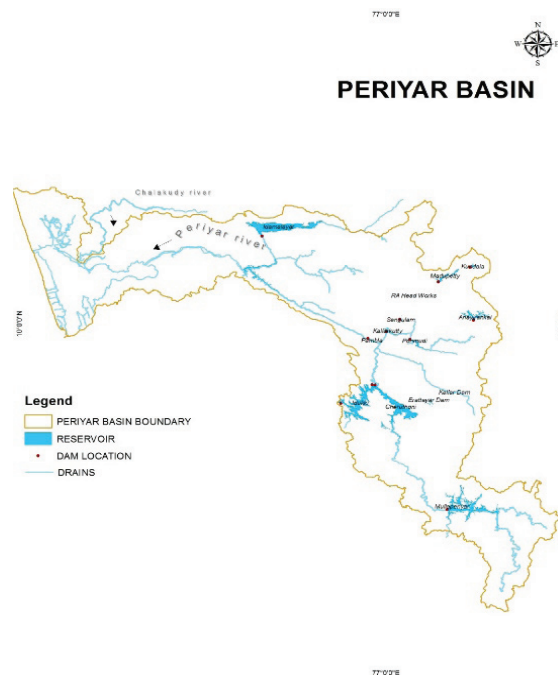 77°0'0"E
N
W E
S
PERIYAR BASIN
Chalakudy river
Periyar river
Kundala
Madupetty
RA Head Works
Anayirankal
Sengulam
Kallarkutty
Pambla Ponmudi
10°0'0"N
Kallar Dam
Erattayar Dam
Idukki
Cheruthoni
Legend
PERIYAR BASIN BOUNDARY
RESERVOIR
DAM LOCATION
DRAINS
77°0'0"E